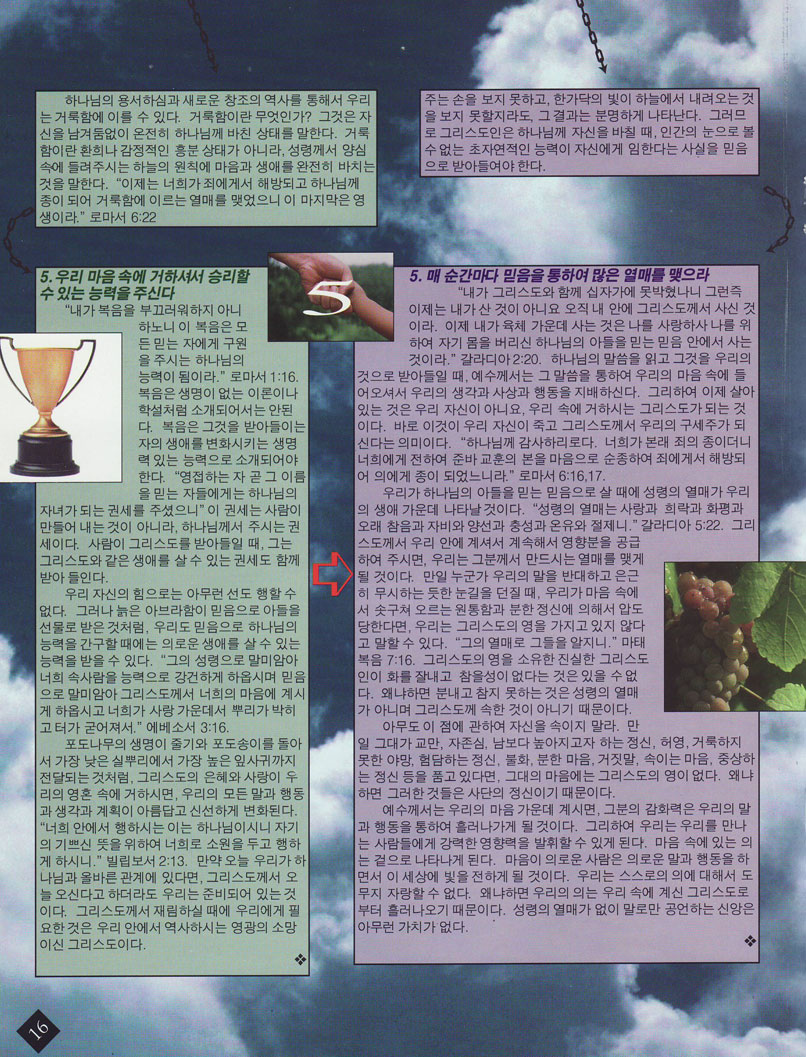 하나님의 용서하심과 새로운 창조의 역사를 통해서 우리
는 거룩함에 이를 수 있다. 거룩함이란 무엇인가? 그것은 자
신을 남겨둠없이 온전히 하나님께 바친 상태를 말한다. 거룩
함이란 환희나 감정적인 흥분 상태가 아니라, 성령께서 양심
속에 들려주시는 하늘의 원칙에 마음과 생애를 완전히 바치는
것을 말한다. “이제는 너희가 죄에게서 해방되고 하나님께
종이 되어 거룩함에 이르는 열매를 맺었으니 이 마지막은 영
생이라.” 로마서 6:22
주는 손을 보지 못하고, 한가닥의 빛이 하늘에서 내려오는 것
을 보지 못할지라도, 그 결과는 분명하게 나타난다. 그러므
로 그리스도인은 하나님께 자신을 바칠 때, 인간의 눈으로 볼
수 없는 초자연적인 능력이 자신에게 임한다는 사실을 믿음
으로 받아들여야 한다.
5. 우리 마음 속에 거하셔서 승리할
수 있는 능력을 주신다
“내가 복음을 부끄러워하지 아니
하노니 이 복음은 모
든 믿는 자에게 구원
을 주시는 하나님의
능력이 됨이라.” 로마서 1:16.
복음은 생명이 없는 이론이나
학설처럼 소개되어서는 안된
다. 복음은 그것을 받아들이는
자의 생애를 변화시키는 생명
력 있는 능력으로 소개되어야
한다. “영접하는 자 곧 그 이름
을 믿는 자들에게는 하나님의
자녀가 되는 권세를 주셨으니” 이 권세는 사람이
만들어 내는 것이 아니라, 하나님께서 주시는 권
세이다. 사람이 그리스도를 받아들일 때, 그는
그리스도와 같은 생애를 살 수 있는 권세도 함께
받아 들인다.
우리 자신의 힘으로는 아무런 선도 행할 수
없다. 그러나 늙은 아브라함이 믿음으로 아들을
선물로 받은 것처럼, 우리도 믿음으로 하나님의
능력을 간구할 때에는 의로운 생애를 살 수 있는
능력을 받을 수 있다. “그의 성령으로 말미암아
너희 속사람을 능력으로 강건하게 하옵시며 믿음
으로 말미암아 그리스도께서 너희의 마음에 계시
게 하옵시고 너희가 사랑 가운데서 뿌리가 박히
고 터가 굳어져서.” 에베소서 3:16.
포도나무의 생명이 줄기와 포도송이를 돌아
서 가장 낮은 실뿌리에서 가장 높은 잎사귀까지
전달되는 것처럼, 그리스도의 은혜와 사랑이 우
리의 영혼 속에 거하시면, 우리의 모든 말과 행동
과 생각과 계획이 아름답고 신선하게 변화된다.
“너희 안에서 행하시는 이는 하나님이시니 자기
의 기쁘신 뜻을 위하여 너희로 소원을 두고 행하
게 하시니.” 빌립보서 2:13. 만약 오늘 우리가 하
나님과 올바른 관계에 있다면, 그리스도께서 오
늘 오신다고 하더라도 우리는 준비되어 있는 것
이다. 그리스도께서 재림하실 때에 우리에게 필
요한 것은 우리 안에서 역사하시는 영광의 소망
이신 그리스도이다.
5
5. 매 순간마다 믿음을 통하여 많은 열매를 맺으라
“내가 그리스도와 함께 십자가에 못박혔나니 그런즉
이제는 내가 산 것이 아니요 오직 내 안에 그리스도께서 사신 것
이라. 이제 내가 육체 가운데 사는 것은 나를 사랑하사 나를 위
하여 자기 몸을 버리신 하나님의 아들을 믿는 믿음 안에서 사는
것이라.” 갈라디아 2:20. 하나님의 말씀을 읽고 그것을 우리의
것으로 받아들일 때, 예수께서는 그 말씀을 통하여 우리의 마음 속에 들
어오셔서 우리의 생각과 사상과 행동을 지배하신다. 그리하여 이제 살아
있는 것은 우리 자신이 아니요, 우리 속에 거하시는 그리스도가 되는 것
이다. 바로 이것이 우리 자신이 죽고 그리스도께서 우리의 구세주가 되
신다는 의미이다. “하나님께 감사하리로다. 너희가 본래 죄의 종이더니
너희에게 전하여 준바 교훈의 본을 마음으로 순종하여 죄에게서 해방되
어 의에게 종이 되었느니라.” 로마서 6:16,17.
우리가 하나님의 아들을 믿는 믿음으로 살 때에 성령의 열매가 우리
의 생애 가운데 나타날 것이다. “성령의 열매는 사랑과 희락과 화평과
오래 참음과 자비와 양선과 충성과 온유와 절제니.” 갈라디아 5:22. 그리
스도께서 우리 안에 계셔서 계속해서 영향분을 공급
하여 주시면, 우리는 그분께서 만드시는 열매를 맺게
될 것이다. 만일 누군가 우리의 말을 반대하고 은근
히 무시하는 듯한 눈길을 던질 때, 우리가 마음 속에
서 솟구쳐 오르는 원통함과 분한 정신에 의해서 압도
당한다면, 우리는 그리스도의 영을 가지고 있지 않다
고 말할 수 있다. “그의 열매로 그들을 알지니.” 마태
복음 7:16. 그리스도의 영을 소유한 진실한 그리스도
인이 화를 잘내고 참을성이 없다는 것은 있을 수 없
다. 왜냐하면 분내고 참지 못하는 것은 성령의 열매
가 아니며 그리스도께 속한 것이 아니기 때문이다.
아무도 이 점에 관하여 자신을 속이지 말라. 만
일 그대가 교만, 자존심, 남보다 높아지고자 하는 정신, 허영, 거룩하지
못한 야망, 험담하는 정신, 불화, 분한 마음, 거짓말, 속이는 마음, 중상하
는 정신 등을 품고 있다면, 그대의 마음에는 그리스도의 영이 없다. 왜냐
하면 그러한 것들은 사단의 정신이기 때문이다.
예수께서는 우리의 마음 가운데 계시면, 그분의 감화력은 우리의 말
과 행동을 통하여 흘러나가게 될 것이다. 그리하여 우리는 우리를 만나
는 사람들에게 강력한 영향력을 발휘할 수 있게 된다. 마음 속에 있는 의
는 겉으로 나타나게 된다. 마음이 의로운 사람은 의로운 말과 행동을 하
면서 이 세상에 빛을 전하게 될 것이다. 우리는 스스로의 의에 대해서 도
무지 자랑할 수 없다. 왜냐하면 우리의 의는 우리 속에 계신 그리스도로
부터 흘러나오기 때문이다. 성령의 열매가 없이 말로만 공언하는 신앙은
아무런 가치가 없다.
16